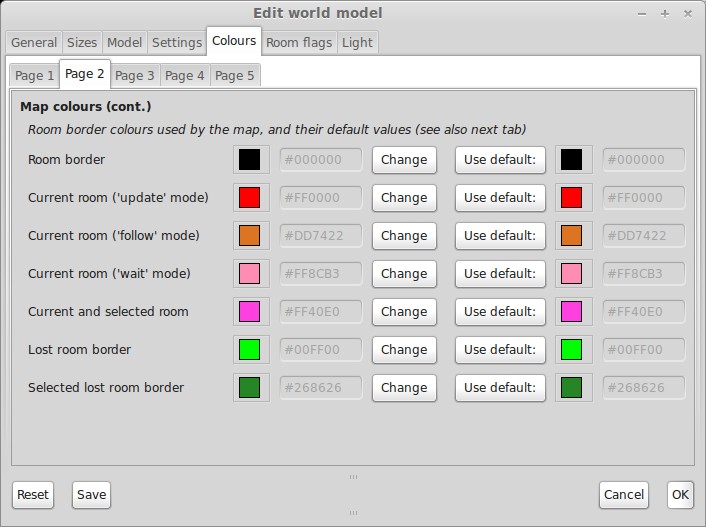 Edit world model
General Sizes Model Settings Colours Room flags Light
Page 1 Page 2 Page 3 Page 4 Page 5
Map colours (cont.)
Room border colours used by the map, and their default values (see also next tab)
Room border #000000 Change Use default: #000000
Current room ('update' mode) #FF0000 Change Use default: #FF0000
Current room ('follow' mode) #DD7422 Change Use default: #DD7422
Current room ('wait' mode) #FF8CB3 Change Use default: #FF8CB3
Current and selected room #FF40E0 Change Use default: #FF40E0
Lost room border #00FF00 Change Use default: #00FF00
Selected lost room border #268626 Change Use default: #268626
Reset Save Cancel OK